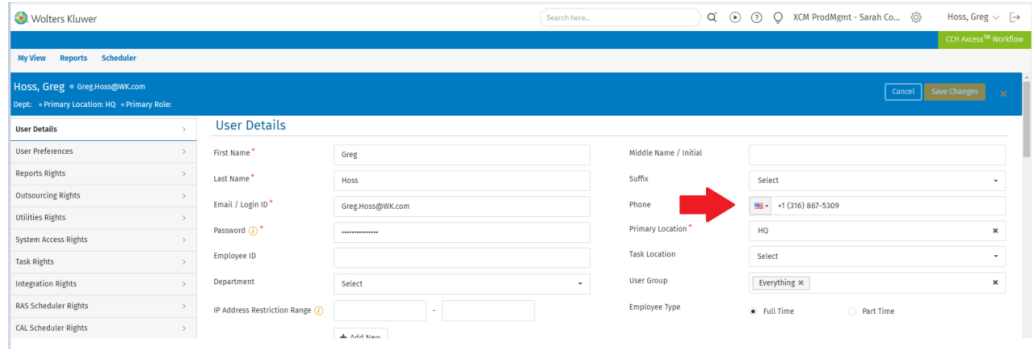 Wolters Kluwer
Search here...
XCM ProdMgmt - Sarah Co...
Hoss, Greg
CCH Axcess™ Workflow
My View Reports Scheduler
Hoss, Greg Greg.Hoss@WK.com
Dept: Primary Location: HQ Primary Role:
Cancel Save Changes
User Details
User Preferences
Reports Rights
Outsourcing Rights
Utilities Rights
System Access Rights
Task Rights
Integration Rights
RAS Scheduler Rights
CAL Scheduler Rights
User Details
First Name * Greg
Last Name * Hoss
Email / Login ID * Greg.Hoss@WK.com
Password * ................
Employee ID
Department Select
IP Address Restriction Range -
+ Add New
Middle Name / Initial
Suffix Select
Phone +1 (316) 867-5309
Primary Location * HQ
Task Location Select
User Group Everything
Employee Type Full Time Part Time